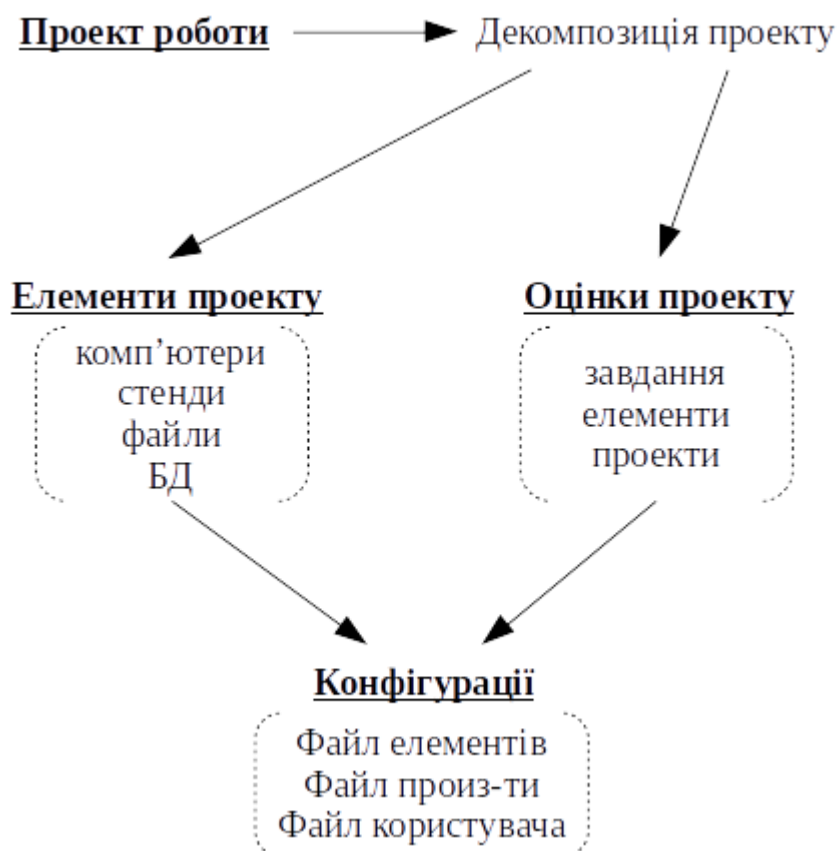 Проект роботи
Декомпозиція проекту
Елементи проекту
комп’ютери
стенди
файли
БД
Оцінки проекту
завдання
елементи
проекти
Конфігурації
Файл елементів
Файл произ-ти
Файл користувача